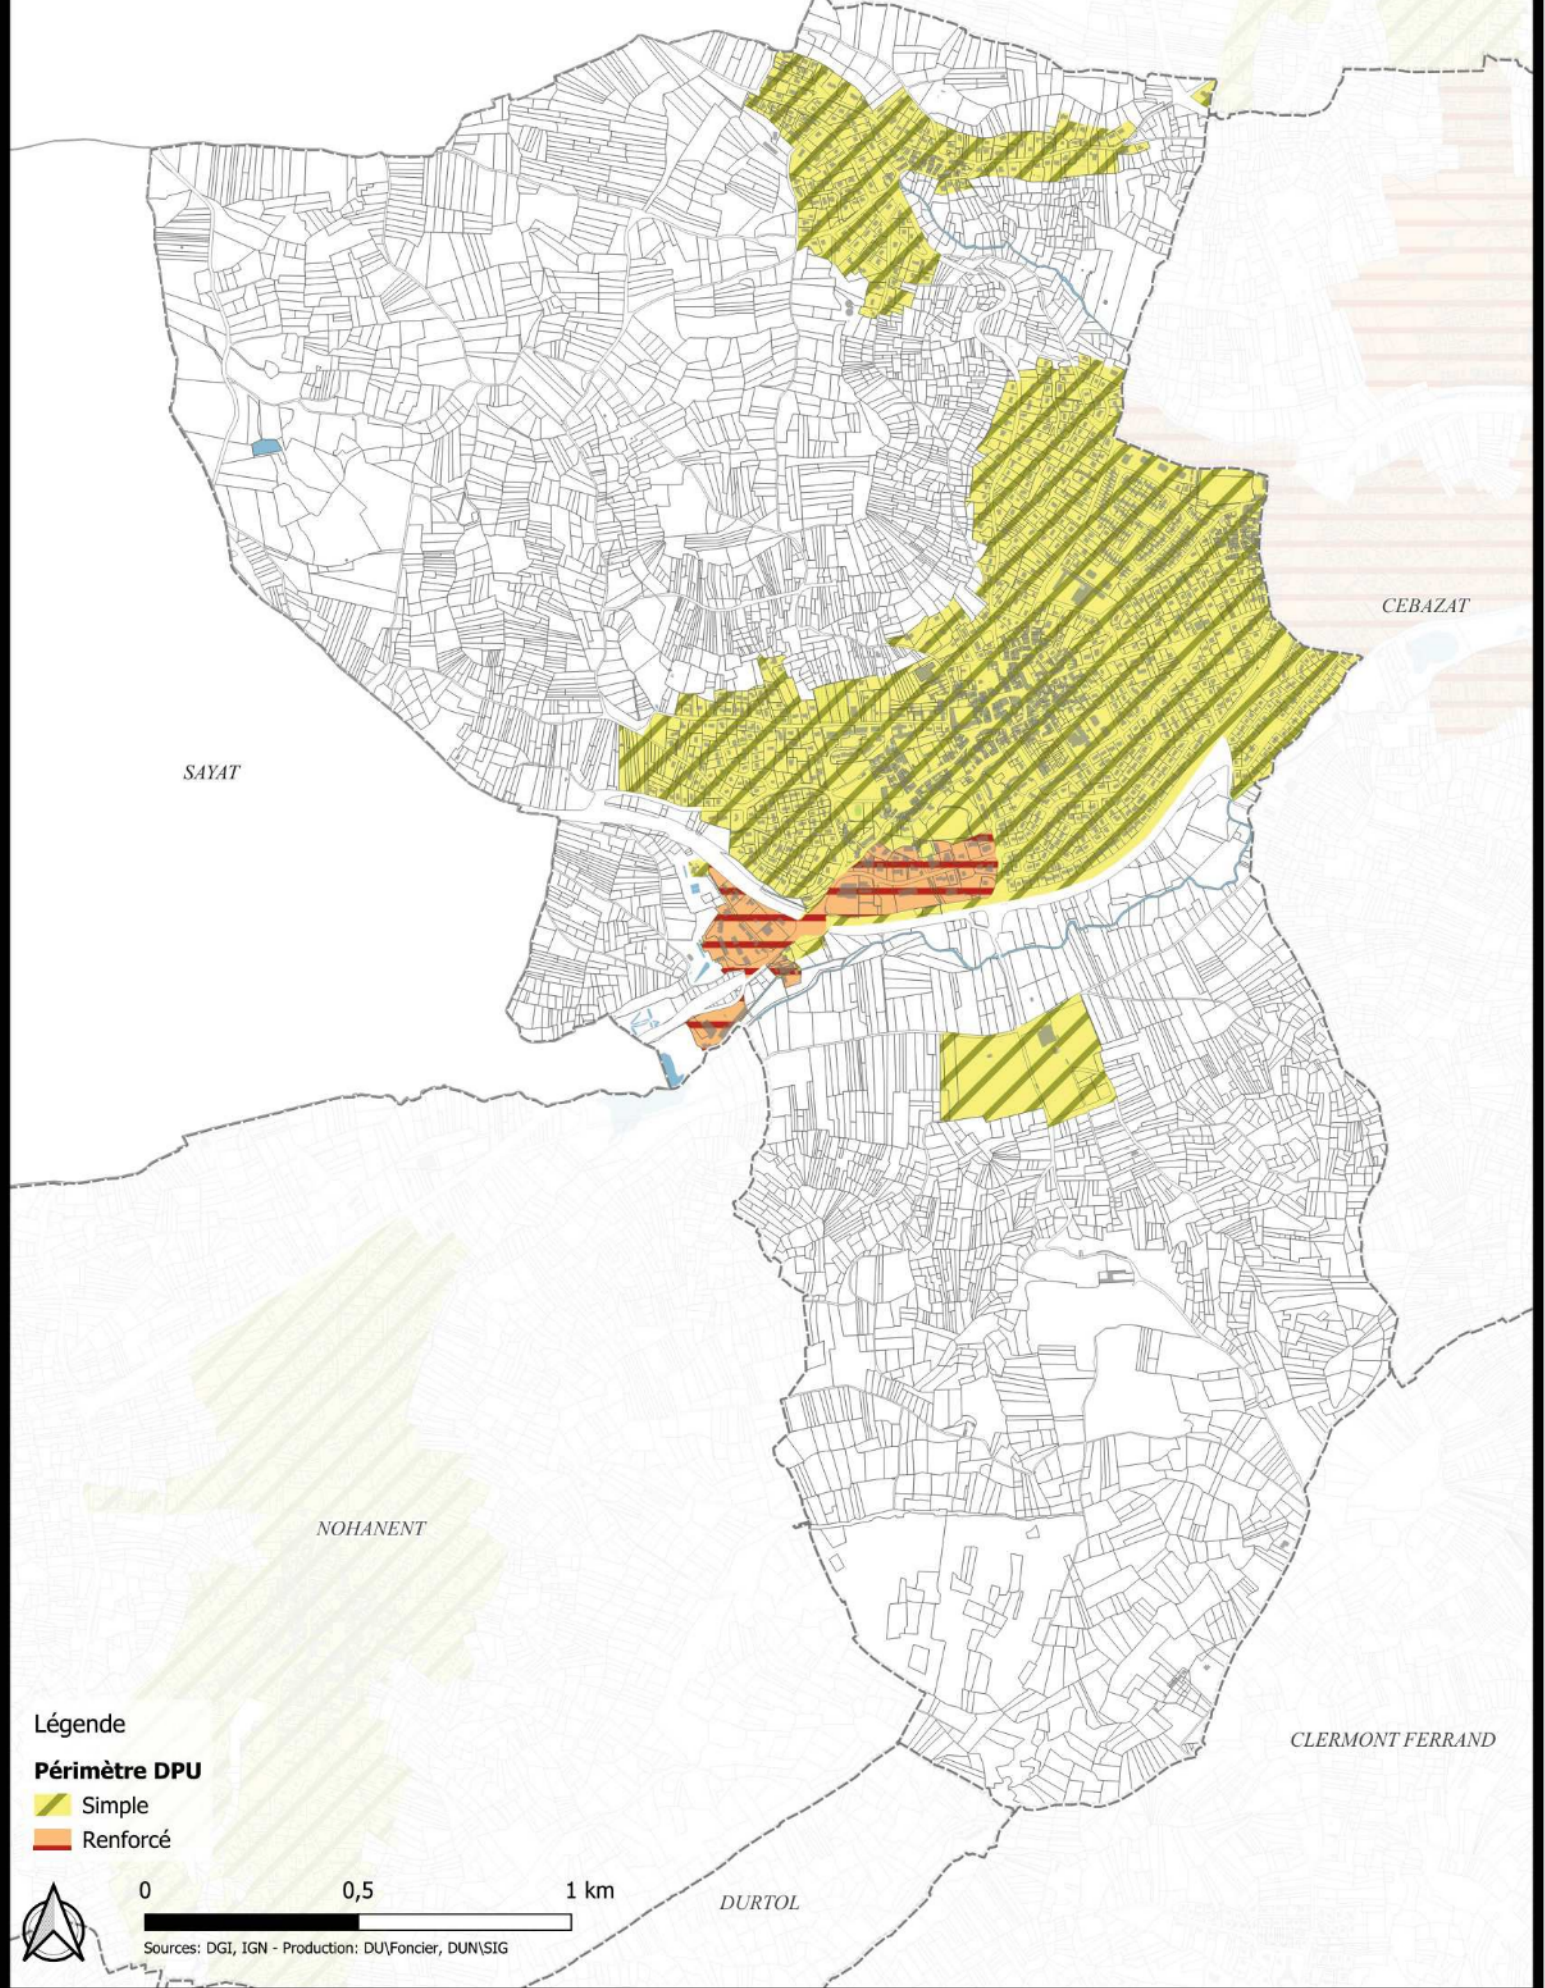 CEBAZAT
SAYAT
NOHANENT
CLERMONT FERRAND
DURTOL
Légende
Périmètre DPU
Simple
Renforcé
0 0,5 1 km
Sources: DGI, IGN - Production: DU\Foncier, DUN\SIG